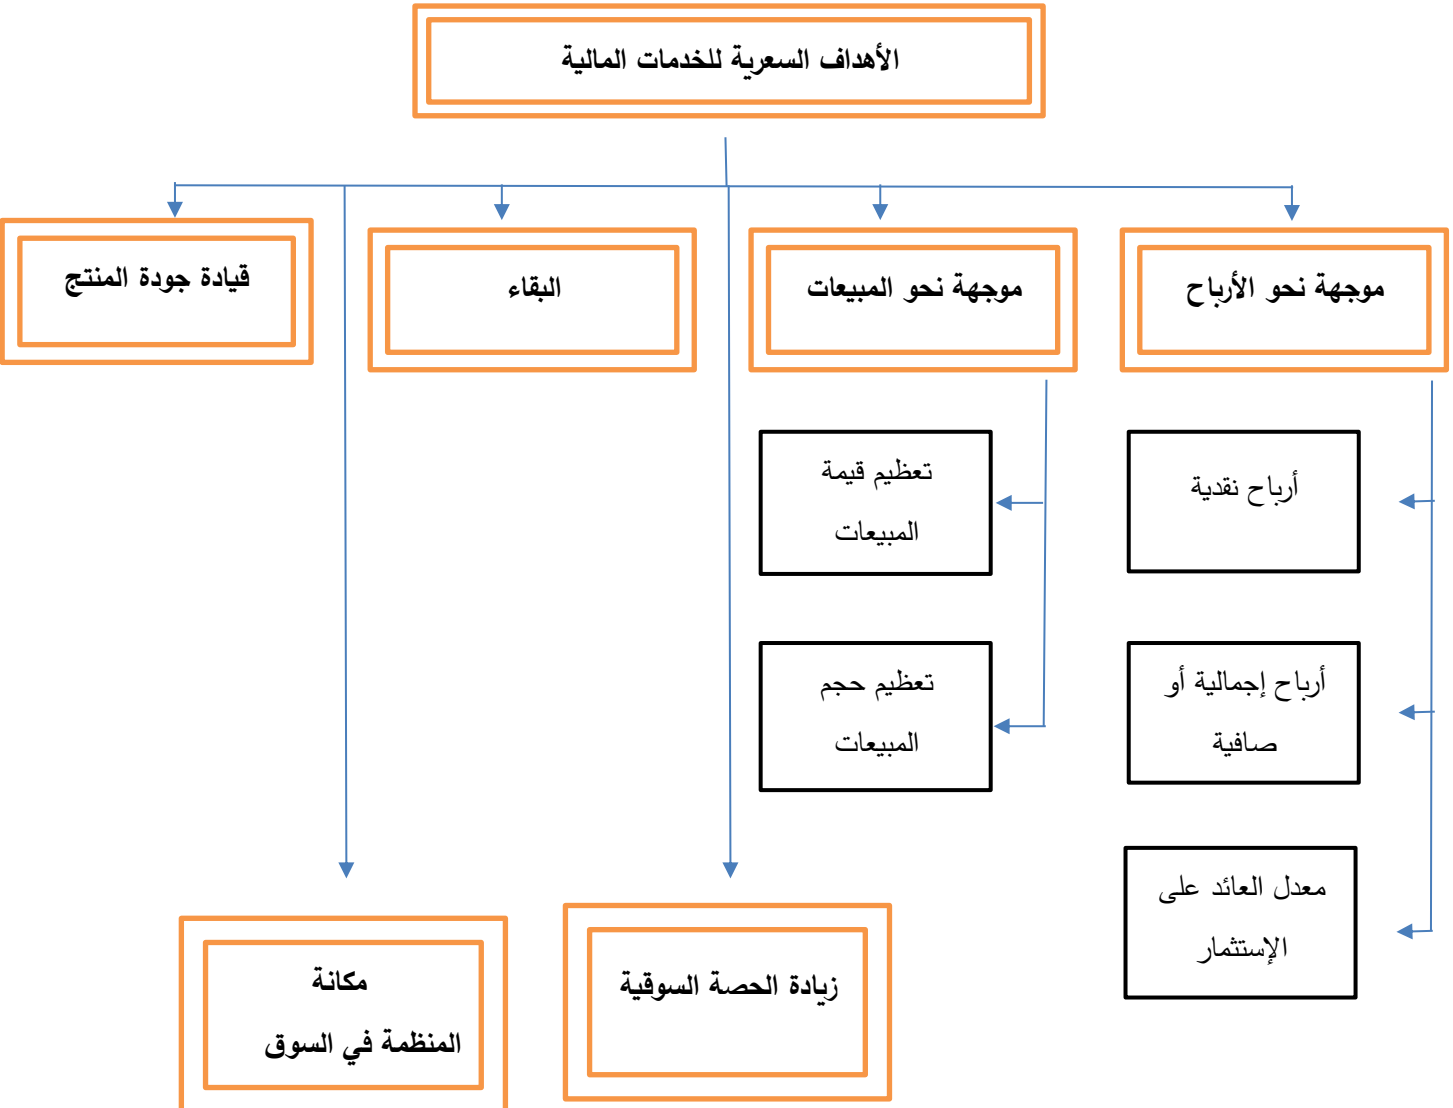 الأهداف السعرية للخدمات المالية
موجهة نحو الأرباح
موجهة نحو المبيعات
البقاء
قيادة جودة المنتج
أرباح نقدية
تعظيم قيمة
المبيعات
أرباح إجمالية أو
صافية
تعظيم حجم
المبيعات
معدل العائد على
الإستثمار
زيادة الحصة السوقية
مكانة
المنظمة في السوق